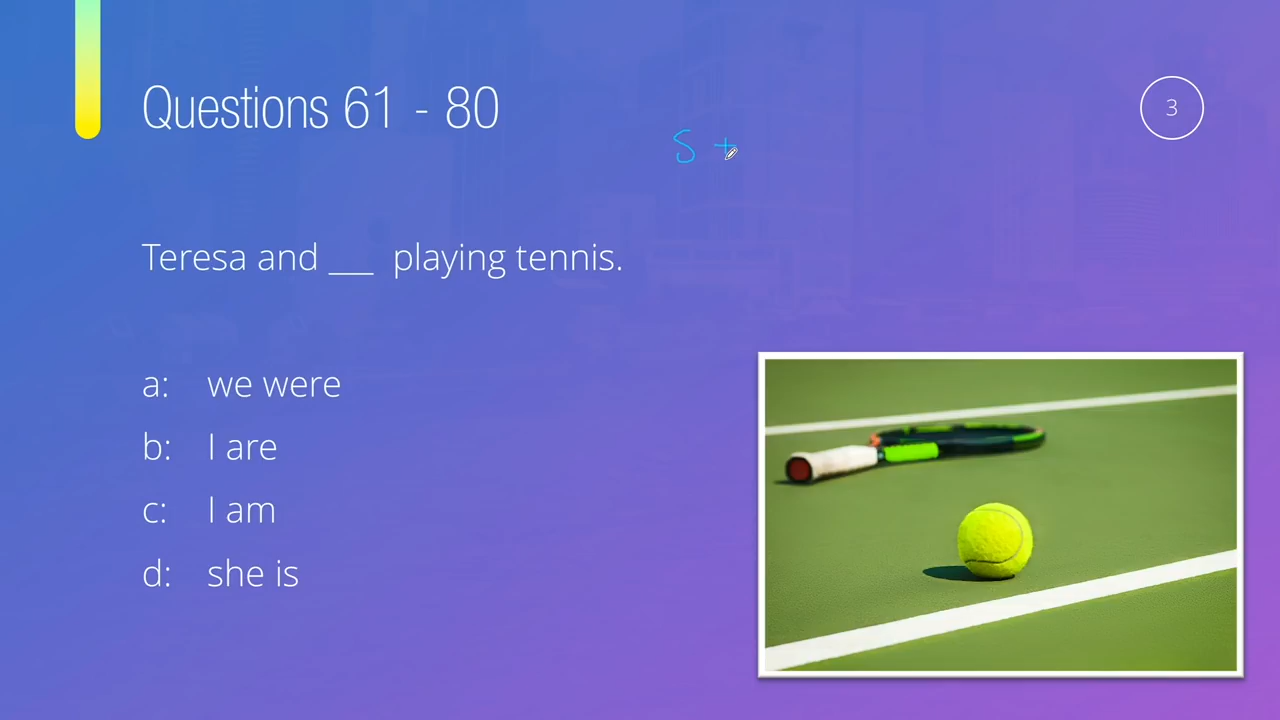 Questions 61 - 80
3
S +
Teresa and ___ playing tennis.
a: we were
b: I are
c: I am
d: she is